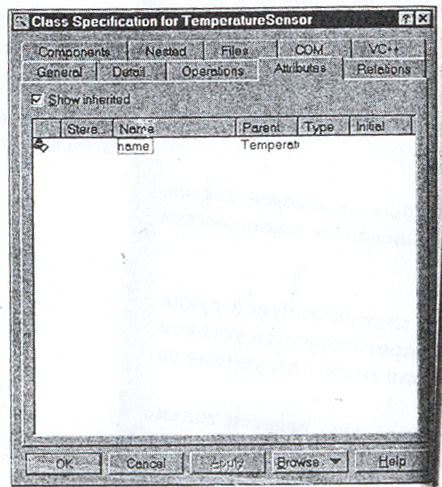 Class Specification for TemperatureSensor
Components Nested Files COM VC++
General Detail Operations Attributes Relations
Show inherited
Stere... Name Parent Type Initial
name Temperatu
OK Cancel Apply Browse Help